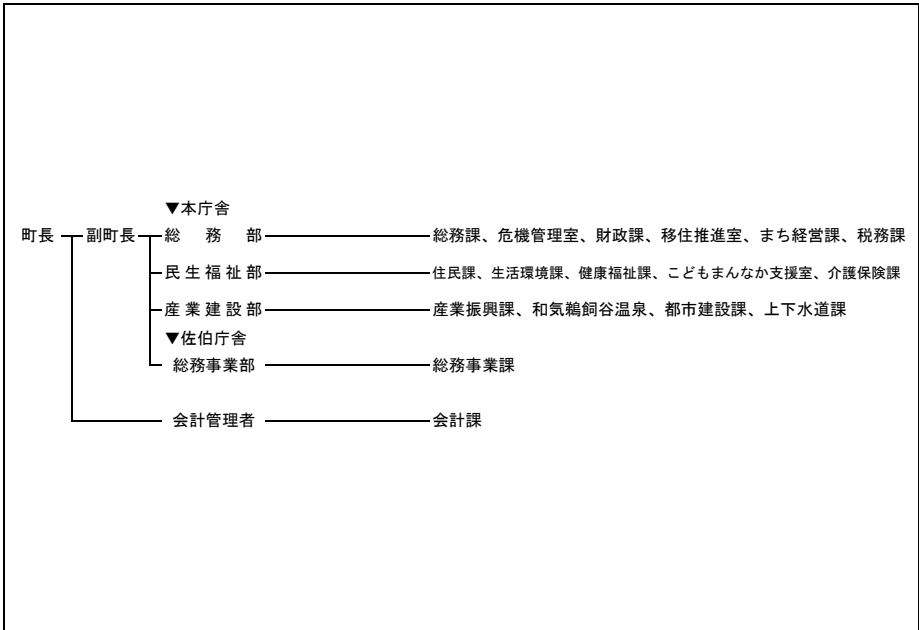 ▼本庁舎
町長 副町長 総務部 総務課、危機管理室、財政課、移住推進室、まち経営課、税務課
民生福祉部 住民課、生活環境課、健康福祉課、こどもまんなか支援室、介護保険課
産業建設部 産業振興課、和気鵜飼谷温泉、都市建設課、上下水道課
▼佐伯庁舎
総務事業部 総務事業課
会計管理者 会計課